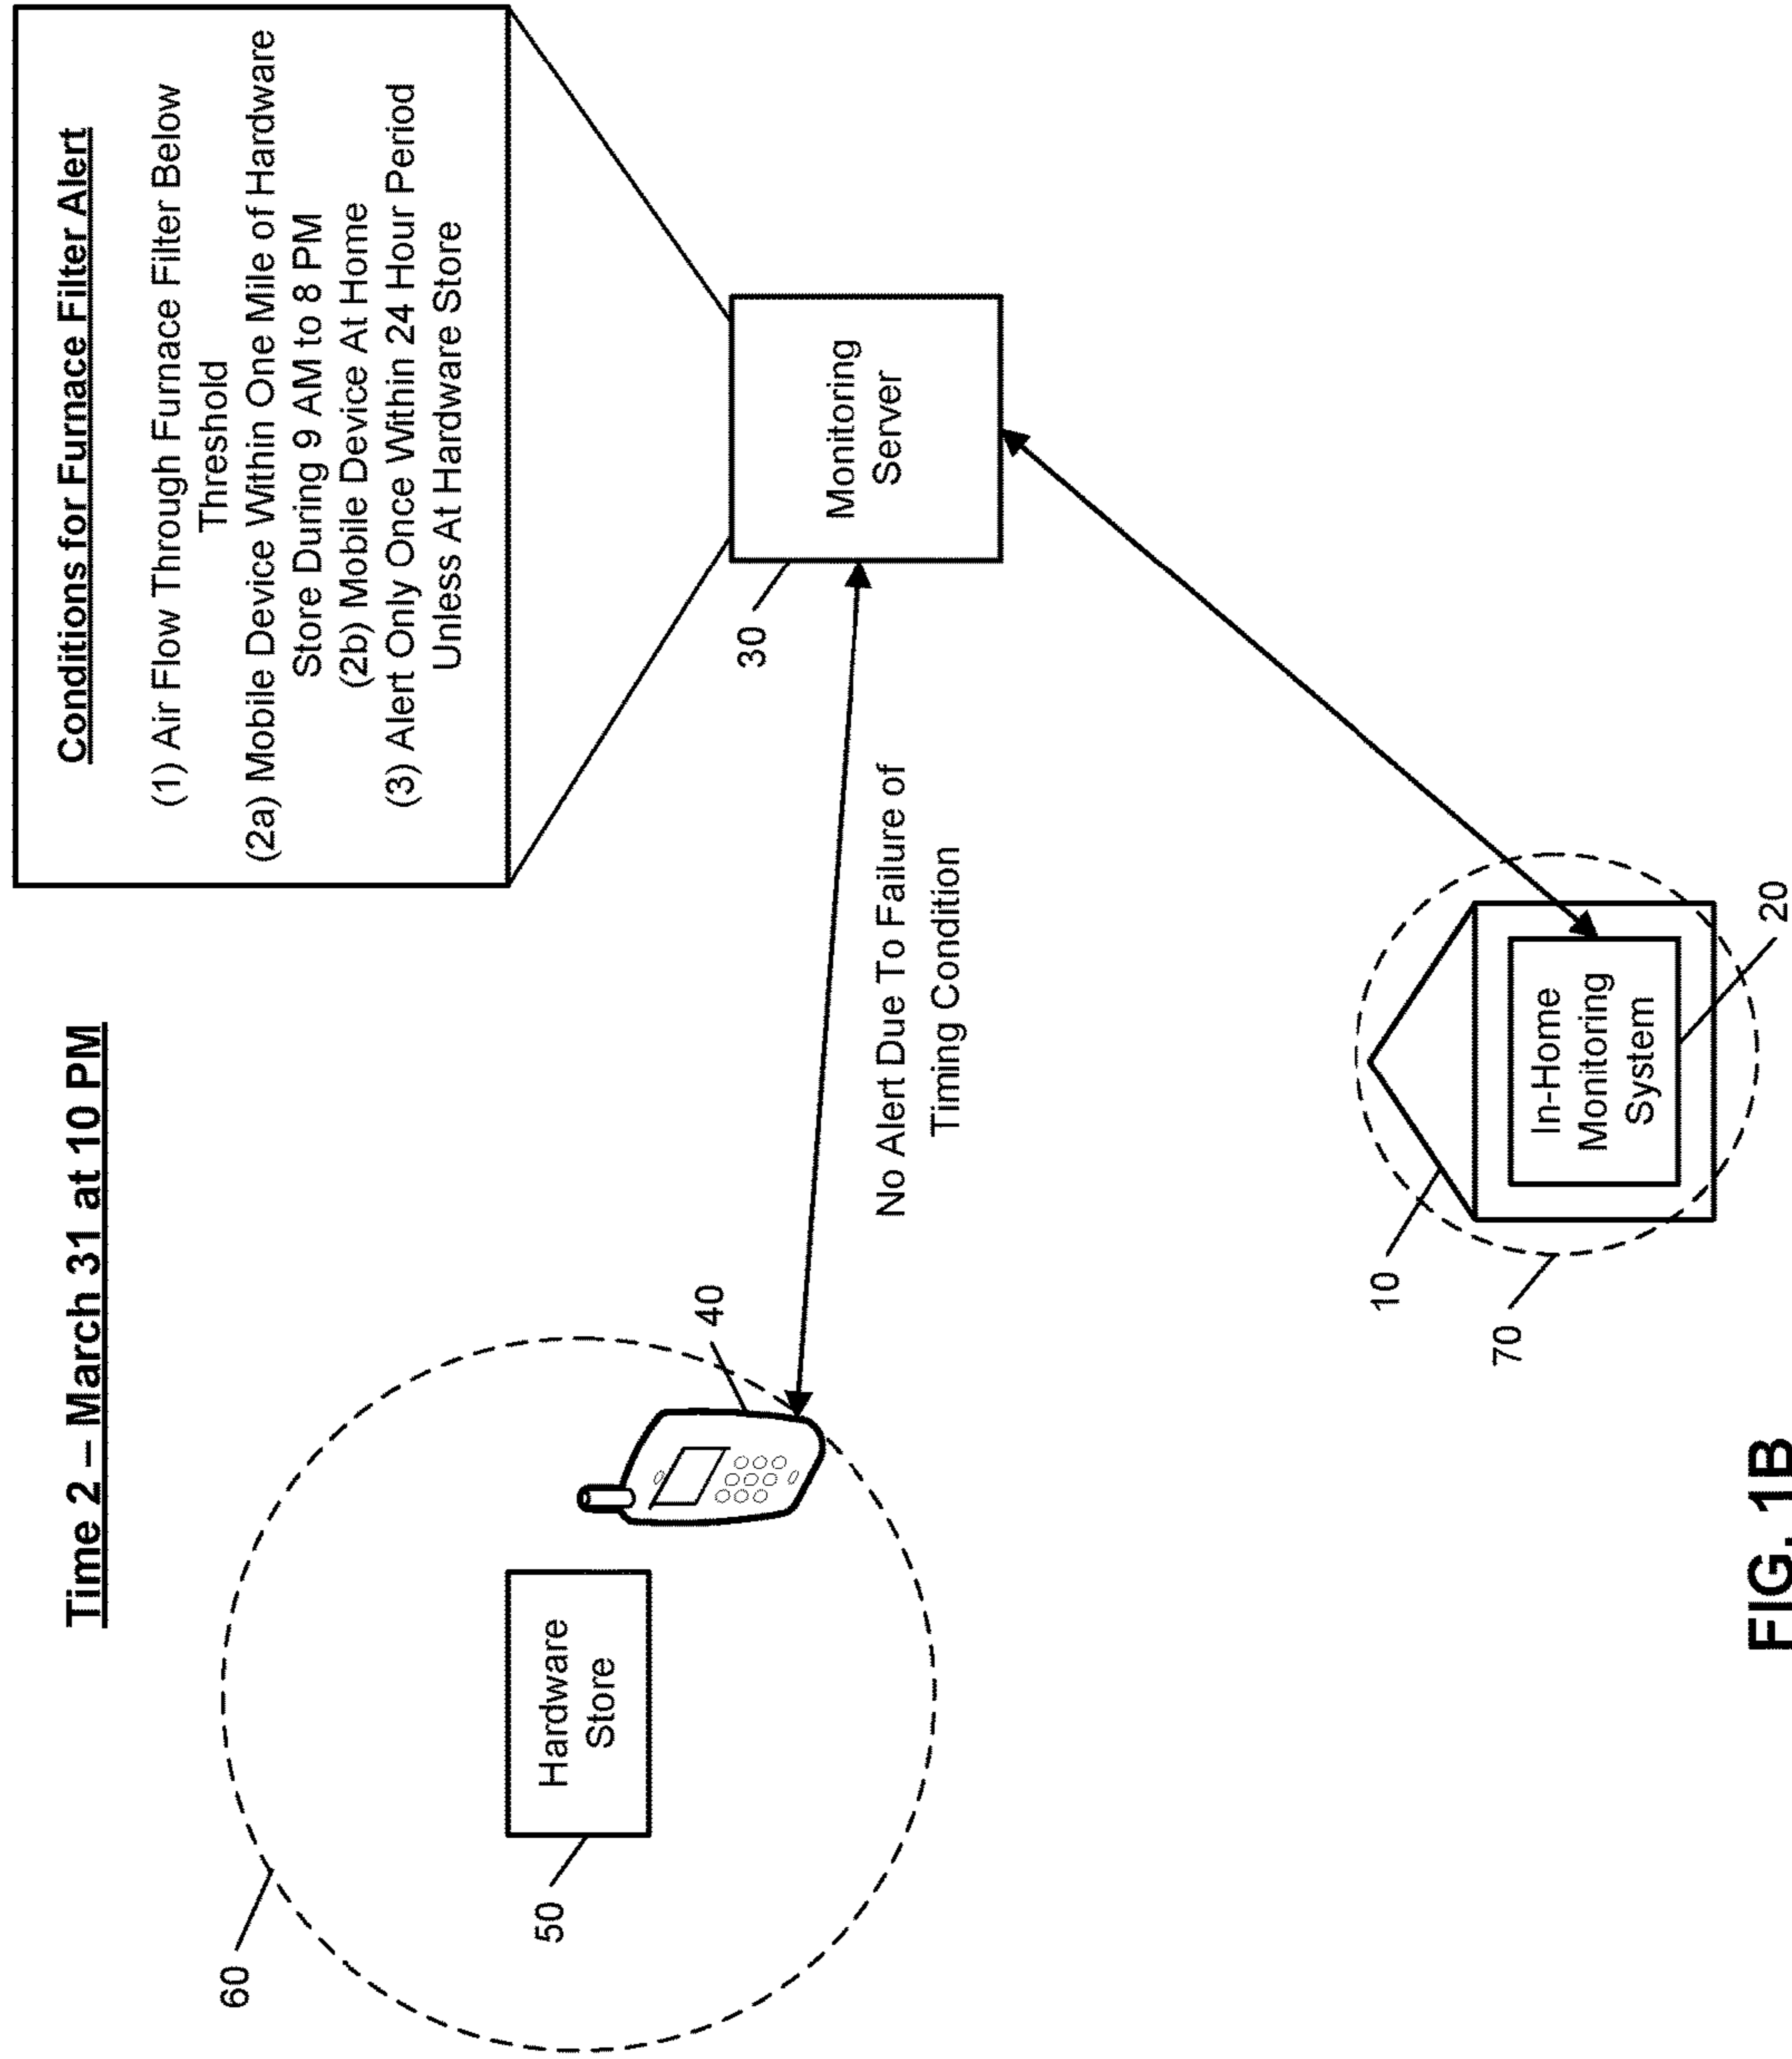 Time 2 – March 31 at 10 PM
Conditions for Furnace Filter Alert
(1) Air Flow Through Furnace Filter Below
Threshold
(2a) Mobile Device Within One Mile of Hardware
Store During 9 AM to 8 PM
(2b) Mobile Device At Home
(3) Alert Only Once Within 24 Hour Period
Unless At Hardware Store
60
50
Hardware
Store
40
No Alert Due To Failure of
Timing Condition
30
Monitoring
Server
10
70
In-Home
Monitoring
System
20
FIG. 1B